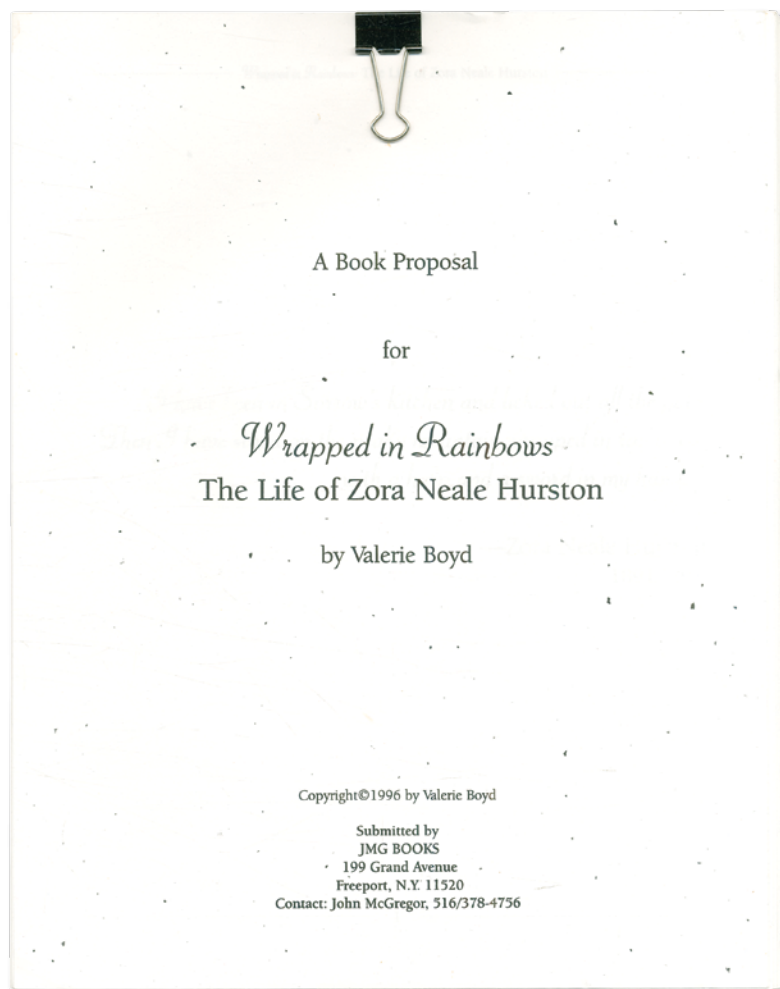 A Book Proposal
for
Wrapped in Rainbows
The Life of Zora Neale Hurston
by Valerie Boyd
Copyright©1996 by Valerie Boyd
Submitted by
JMG BOOKS
199 Grand Avenue
Freeport, N.Y. 11520
Contact: John McGregor, 516/378-4756